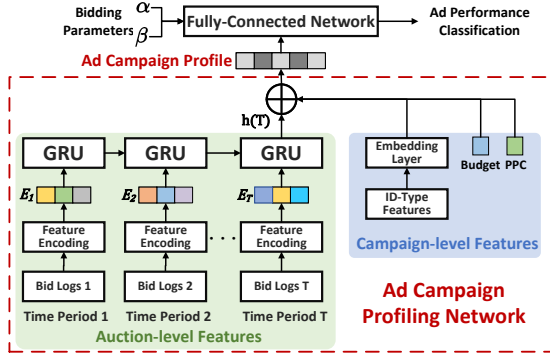 Bidding
Parameters
α
β
Fully-Connected Network
Ad Performance
Classification
Ad Campaign Profile
h(T)
GRU
GRU
GRU
Embedding
Layer
Budget
PPC
E1
E2
ET
ID-Type
Features
Feature
Encoding
Feature
Encoding
. . .
Feature
Encoding
Campaign-level Features
Bid Logs 1
Bid Logs 2
Bid Logs T
Time Period 1
Time Period 2
Time Period T
Auction-level Features
Ad Campaign
Profiling Network